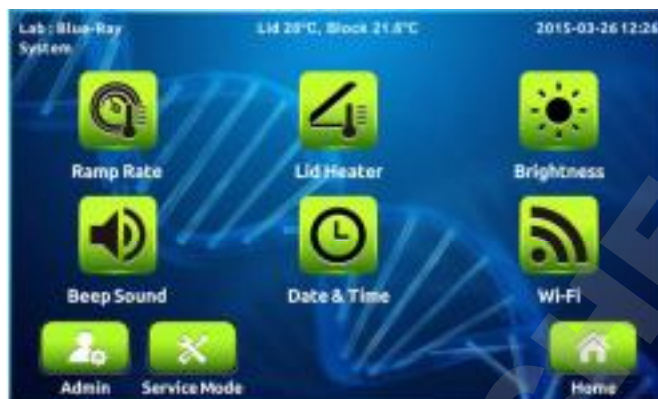 Lab : Blue-Ray
System
Lid 28°C, Block 21.8°C
2015-03-26 12:26
Ramp Rate
Lid Heater
Brightness
Beep Sound
Date & Time
Wi-Fi
Admin
Service Mode
Home